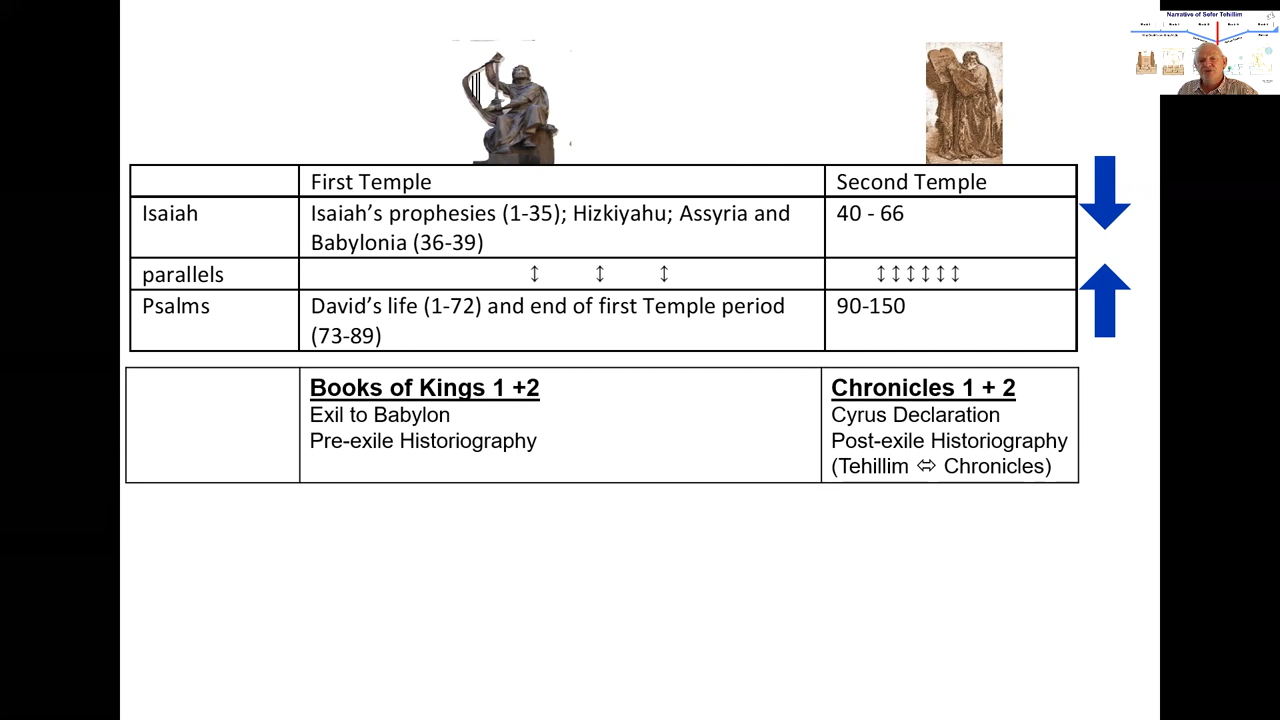 Narrative of Sefer Tehillim
First Temple
Second Temple
Isaiah
Isaiah's prophesies (1-35); Hizkiyahu; Assyria and
Babylonia (36-39)
40 - 66
parallels
↕ ↕ ↕
↕↕↕↕↕↕
Psalms
David's life (1-72) and end of first Temple period
(73-89)
90-150
Books of Kings 1 +2
Exil to Babylon
Pre-exile Historiography
Chronicles 1 + 2
Cyrus Declaration
Post-exile Historiography
(Tehillim ⇔ Chronicles)